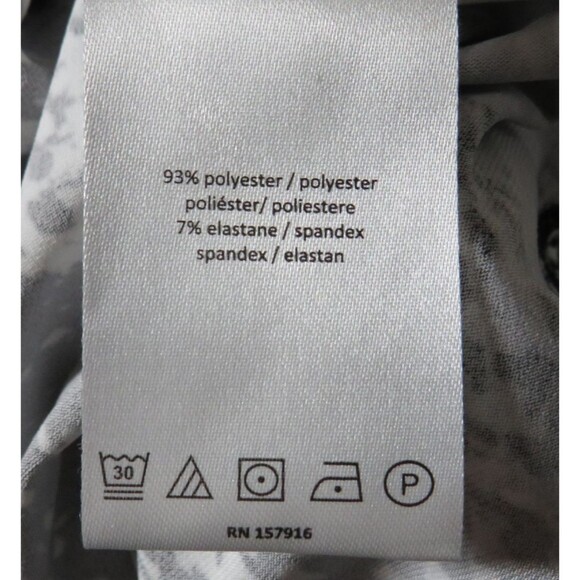 93% polyester / polyester
poliéster/ poliestere
7% elastane / spandex
spandex / elastan
30 P
RN 157916